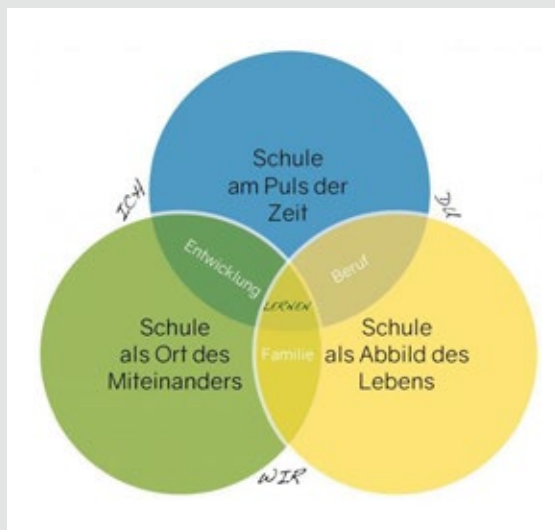 Schule
am Puls der
Zeit
ICH
DU
Entwicklung
Beruf
LERNEN
Schule
als Ort des
Miteinanders
Familie
Schule
als Abbild des
Lebens
WIR